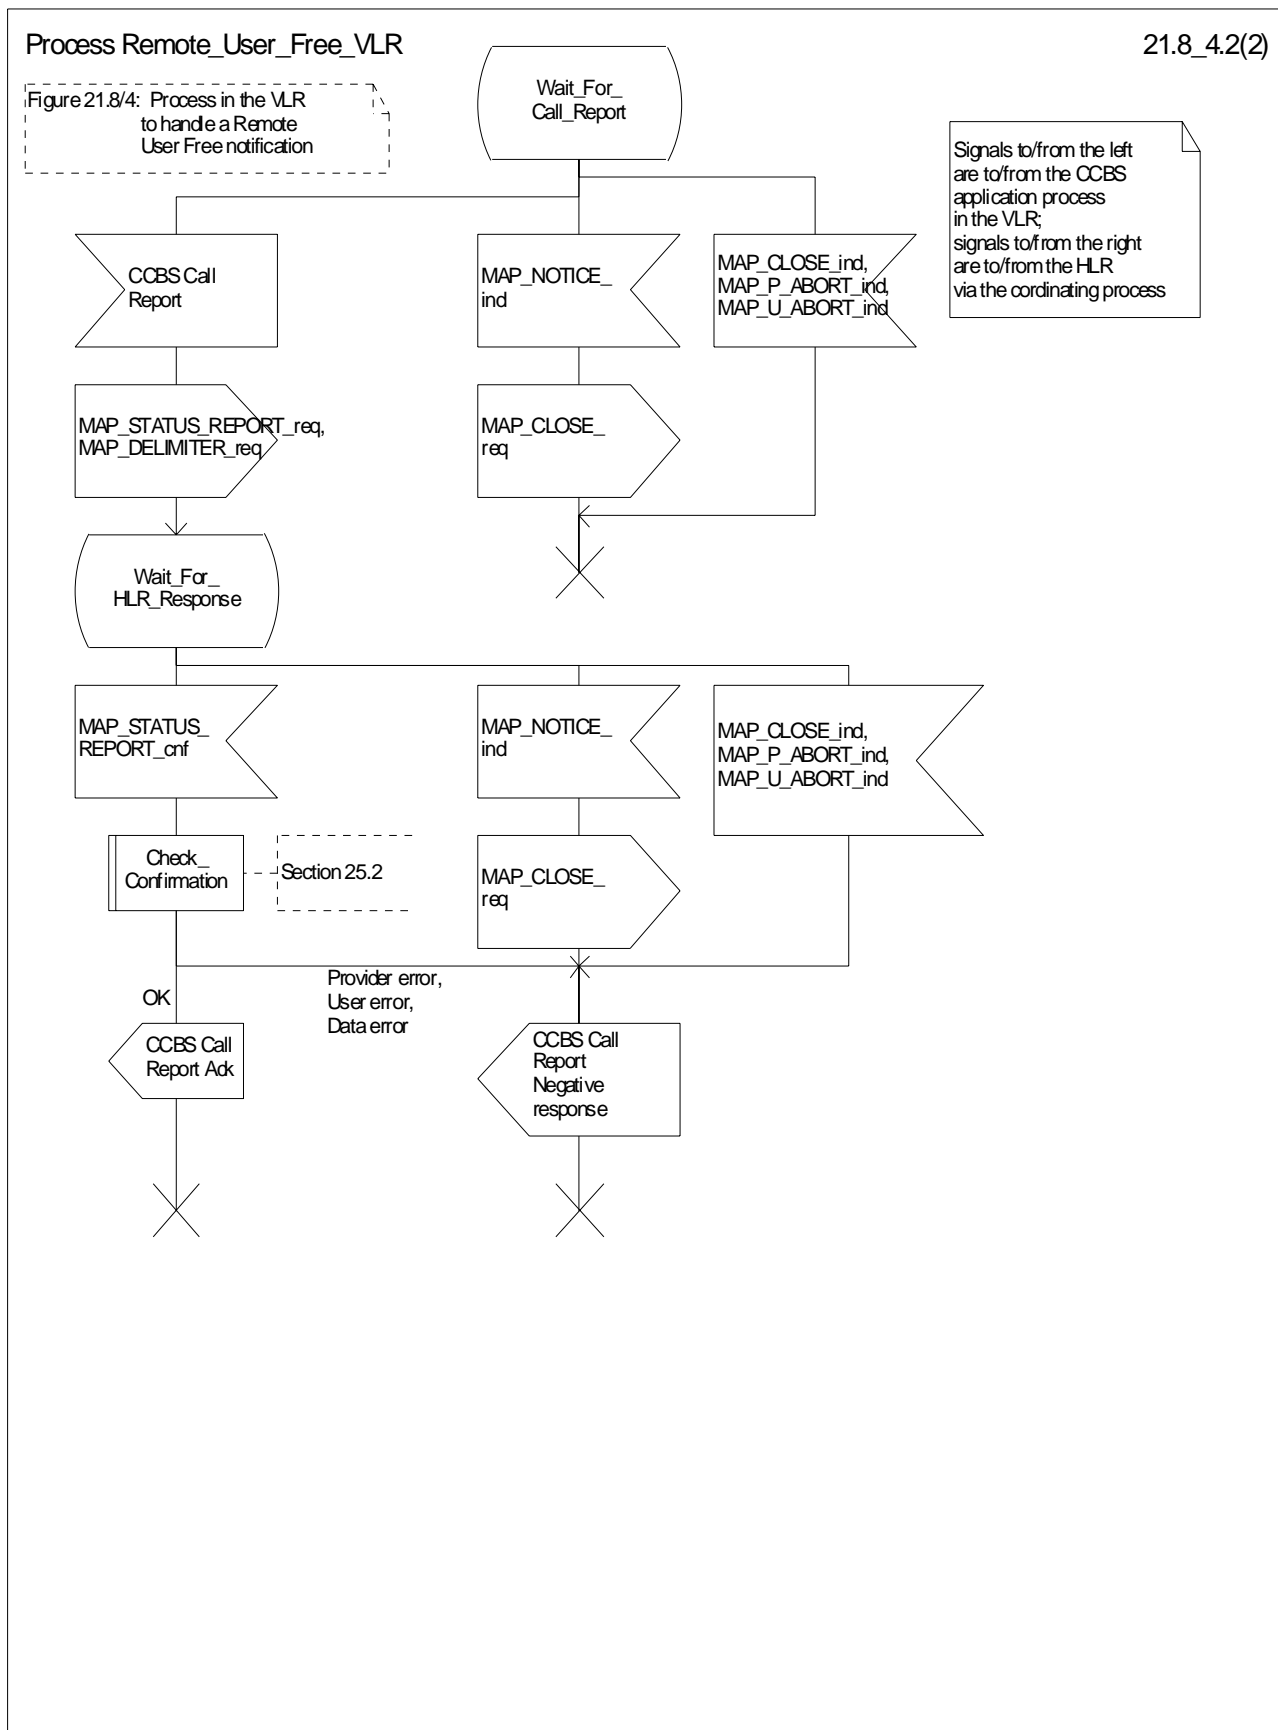 Process Remote_User_Free_VLR
21.8_4.2(2)
Figure 21.8/4: Process in the VLR
to handle a Remote
User Free notification
Wait_For_
Call_Report
Signals to/from the left
are to/from the CCBS
application process
in the VLR;
signals to/from the right
are to/from the HLR
via the cordinating process
CCBS Call
Report
MAP_NOTICE_
ind
MAP_CLOSE_ind,
MAP_P_ABORT_ind,
MAP_U_ABORT_ind
MAP_STATUS_REPORT_req,
MAP_DELIMITER_req
MAP_CLOSE_
req
Wait_For_
HLR_Response
MAP_STATUS_
REPORT_cnf
MAP_NOTICE_
ind
MAP_CLOSE_ind,
MAP_P_ABORT_ind,
MAP_U_ABORT_ind
Check_
Confirmation
Section 25.2
MAP_CLOSE_
req
Provider error,
User error,
Data error
OK
CCBS Call
Report Ack
CCBS Call
Report
Negative
response